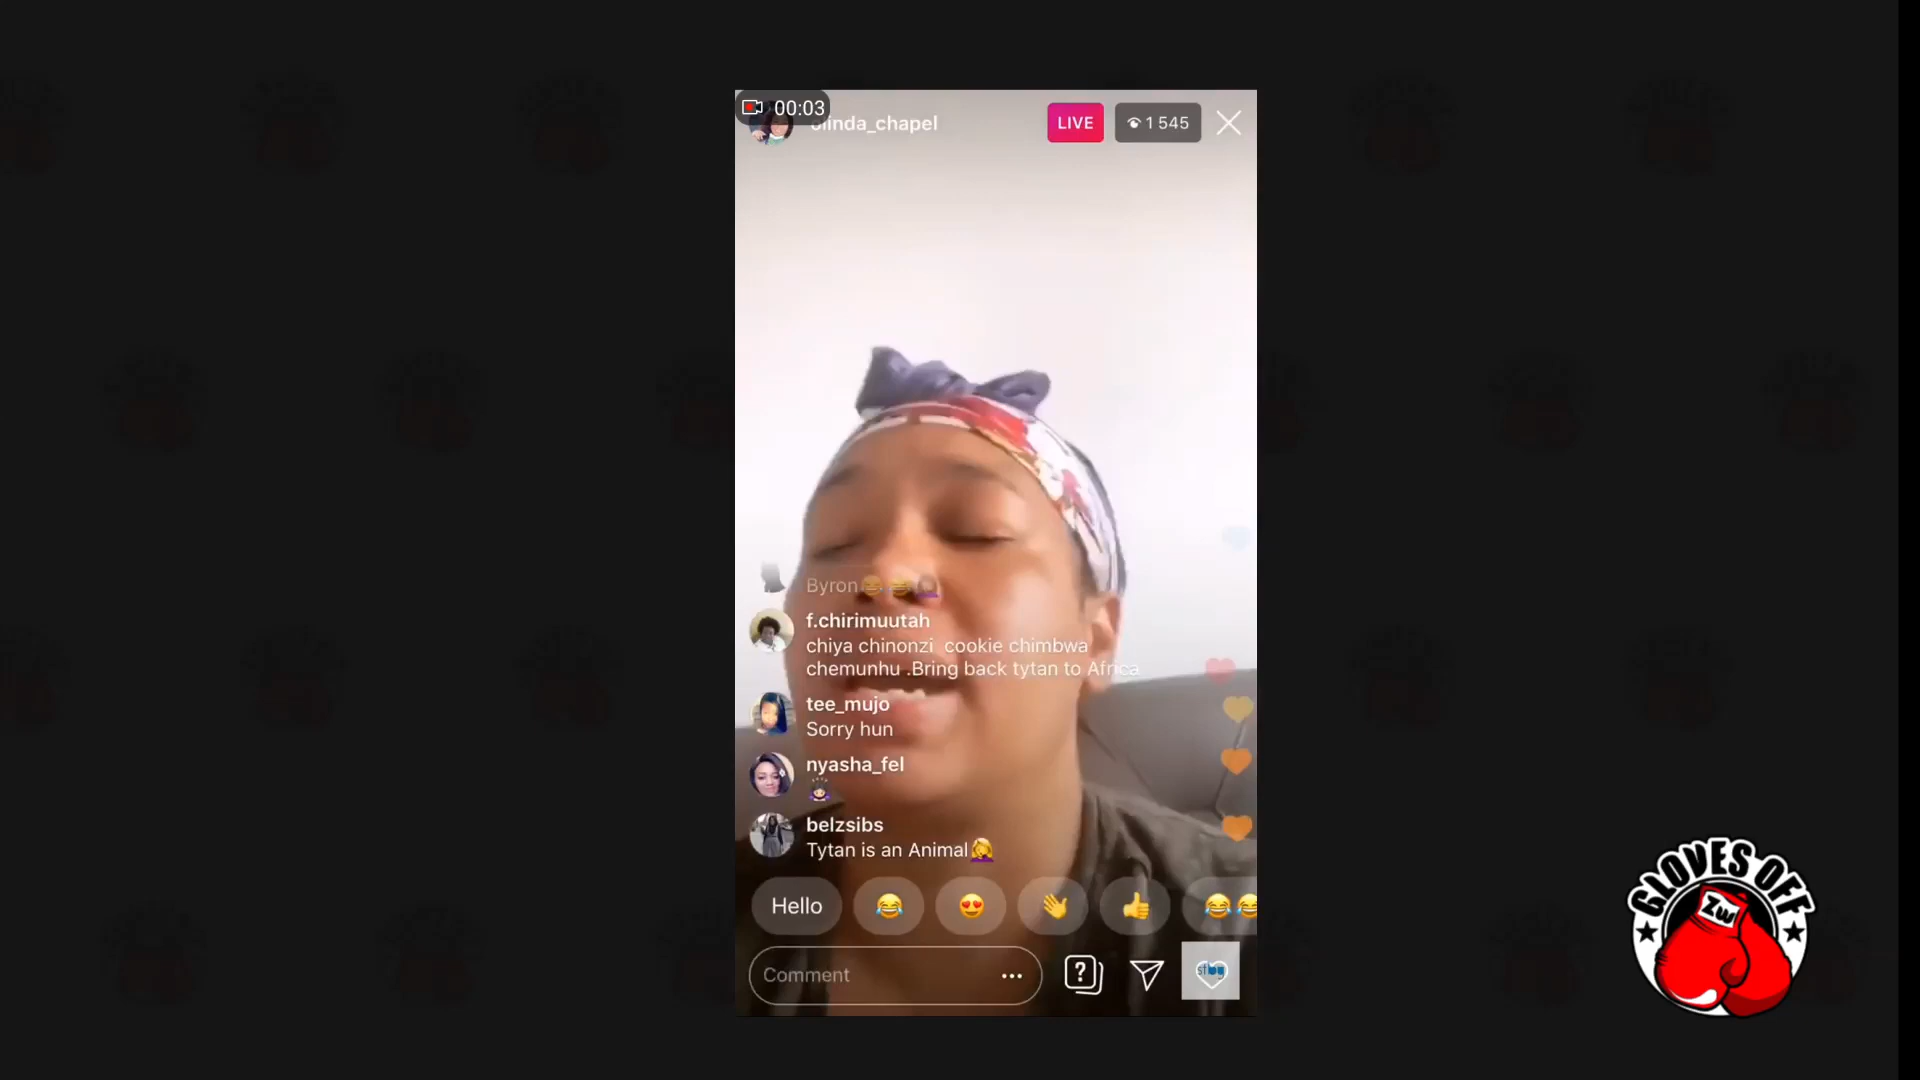 00:03
olinda_chapel
LIVE
1 545
Byron
f.chirimuutah
chiya chinonzi cookie chimbwa
chemunhu .Bring back tytan to Africa
tee_mujo
Sorry hun
nyasha_fel
belzsibs
Tytan is an Animal
Hello
Comment
GLOVES OFF
ZW